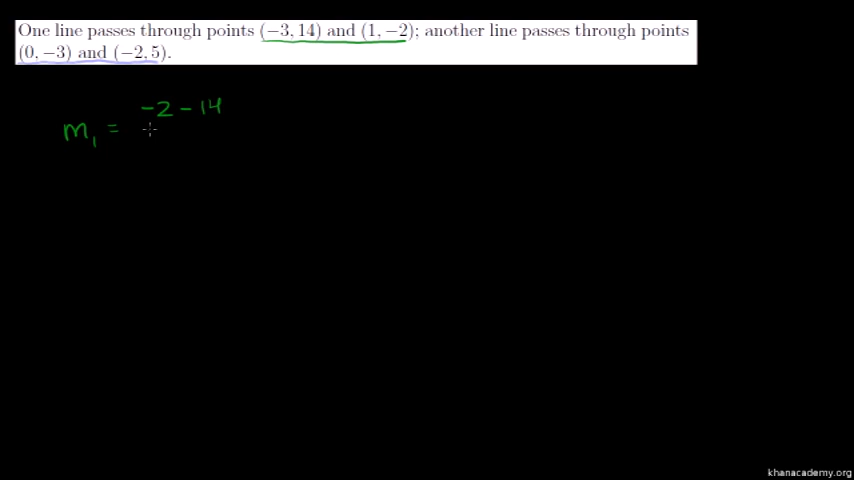 One line passes through points (−3, 14) and (1, −2); another line passes through points
(0, −3) and (−2, 5).
m₁ = −2 − 14
khanacademy.org